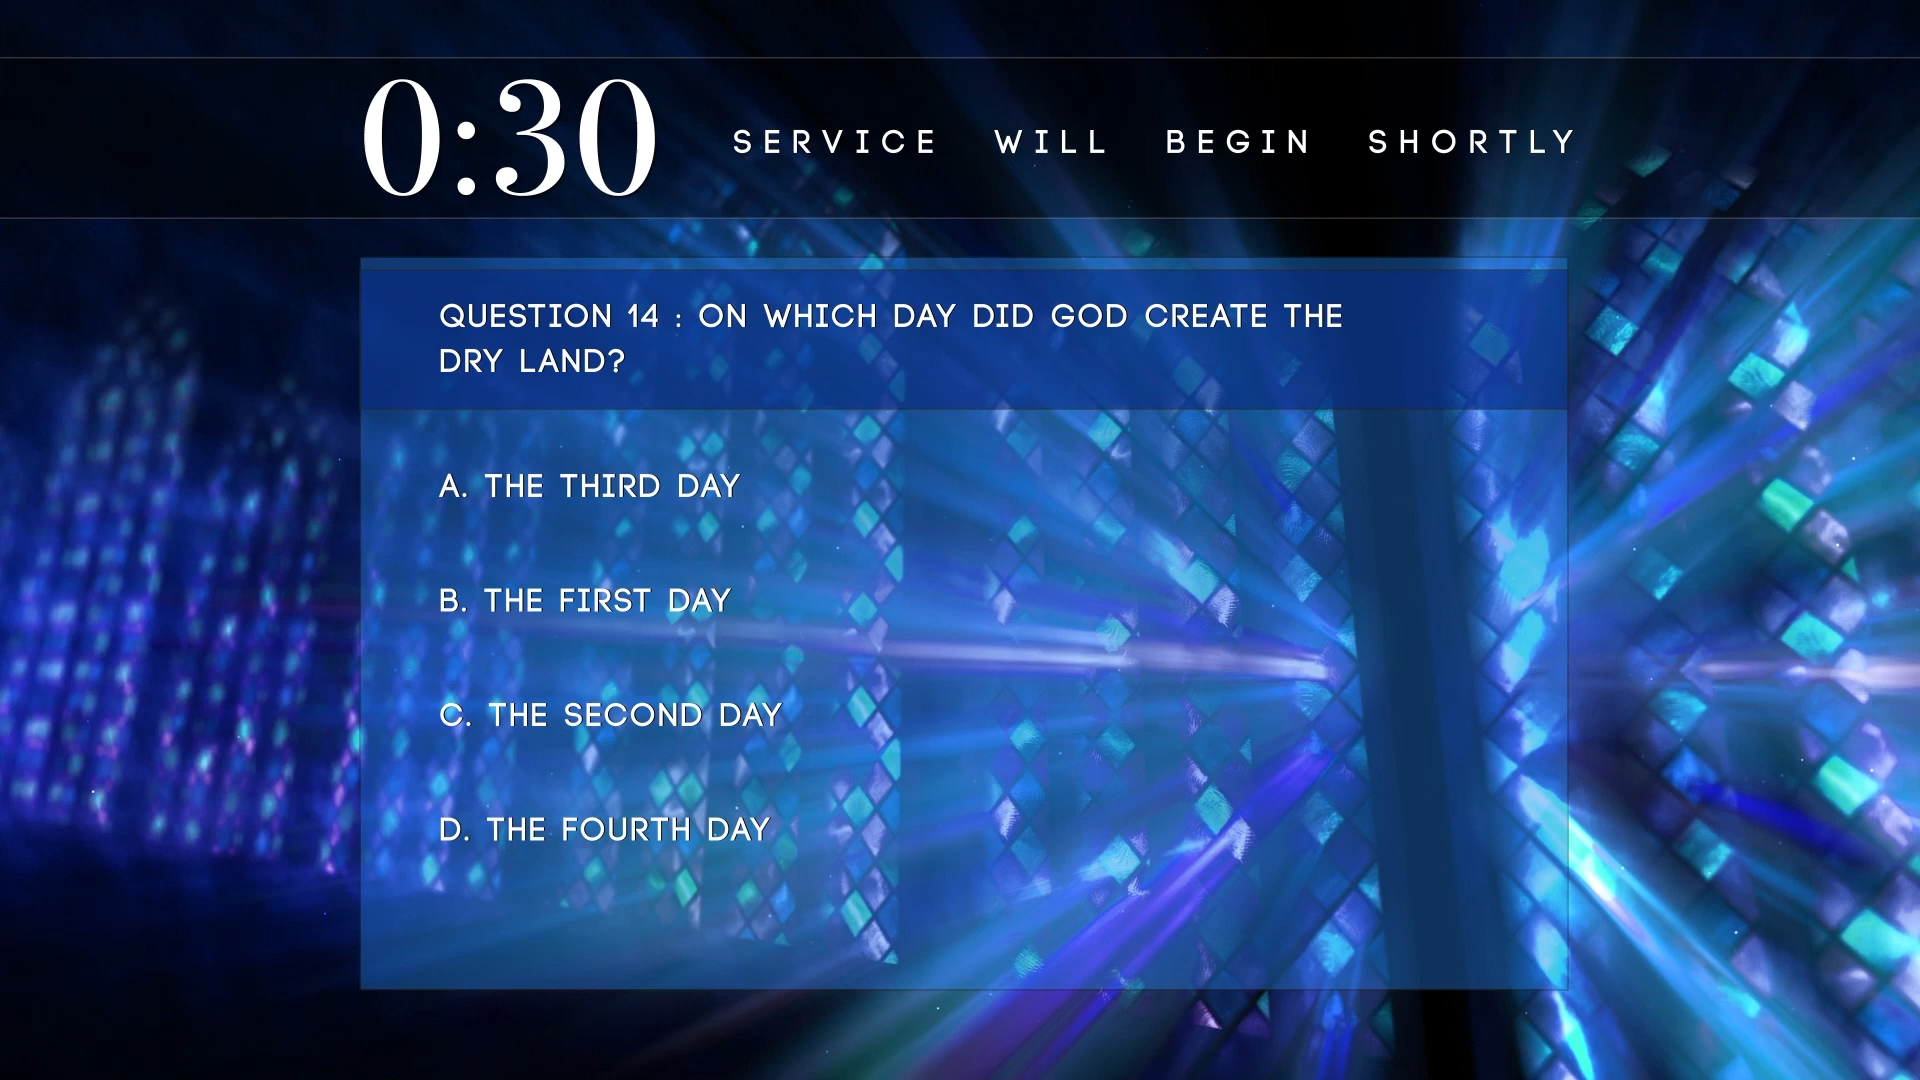 0:30 SERVICE WILL BEGIN SHORTLY
QUESTION 14 : ON WHICH DAY DID GOD CREATE THE
DRY LAND?
A. THE THIRD DAY
B. THE FIRST DAY
C. THE SECOND DAY
D. THE FOURTH DAY